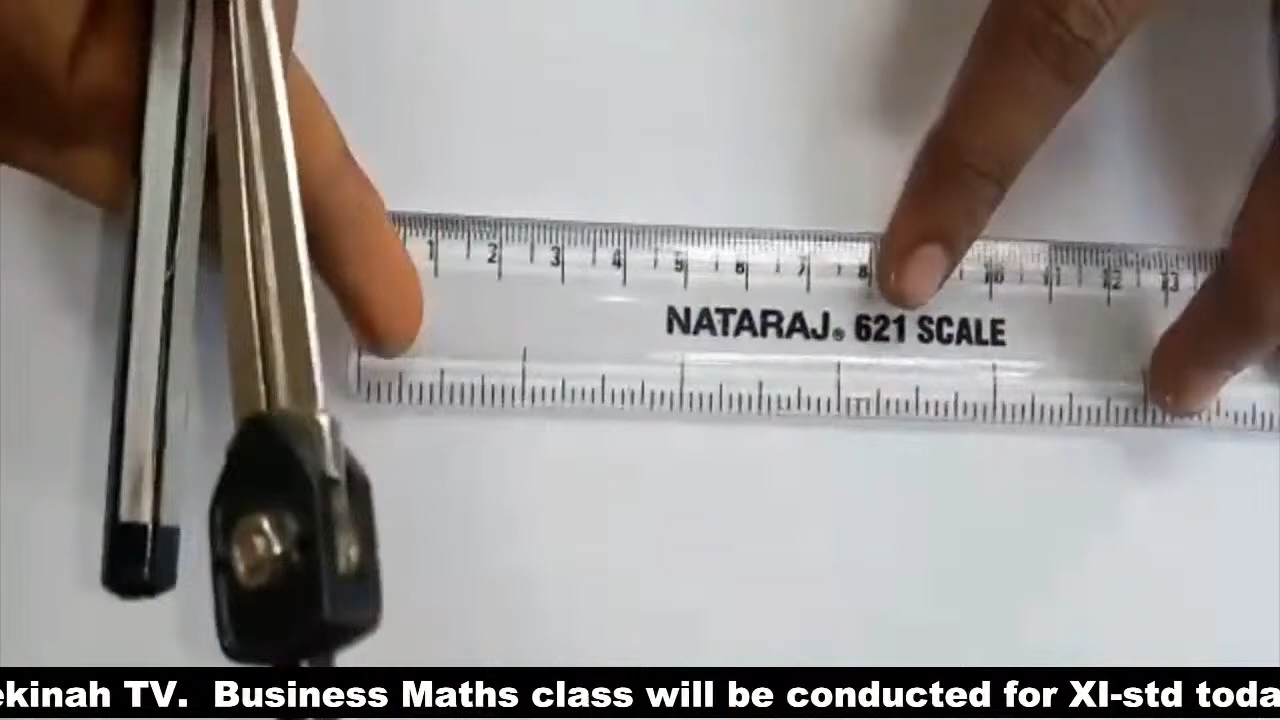 1 2 3 4 5 6 7 8 10 11 12 13
NATARAJ® 621 SCALE
ekinah TV. Business Maths class will be conducted for XI-std toda